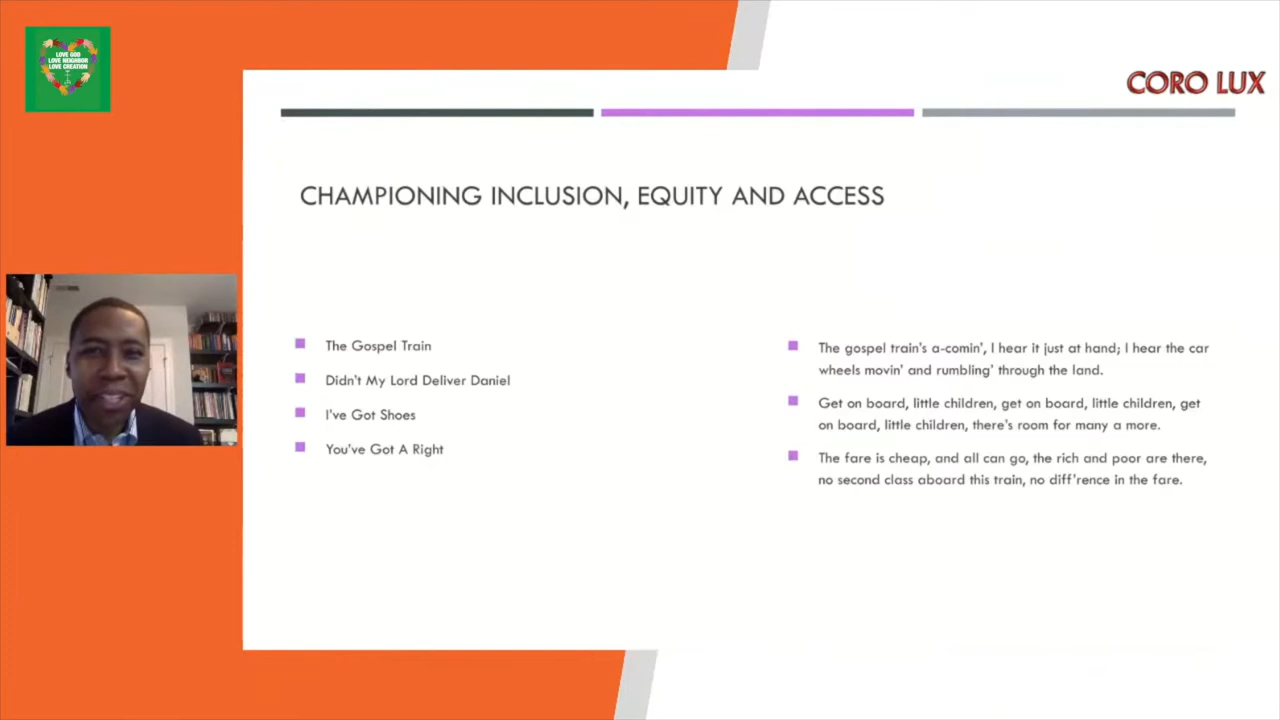 LOVE GOD
LOVE NEIGHBOR
LOVE CREATION
CORO LUX
CHAMPIONING INCLUSION, EQUITY AND ACCESS
The Gospel Train
Didn't My Lord Deliver Daniel
I've Got Shoes
You've Got A Right
The gospel train's a-comin', I hear it just at hand; I hear the car
wheels movin' and rumbling' through the land.
Get on board, little children, get on board, little children, get
on board, little children, there's room for many a more.
The fare is cheap, and all can go, the rich and poor are there,
no second class aboard this train, no diff'rence in the fare.